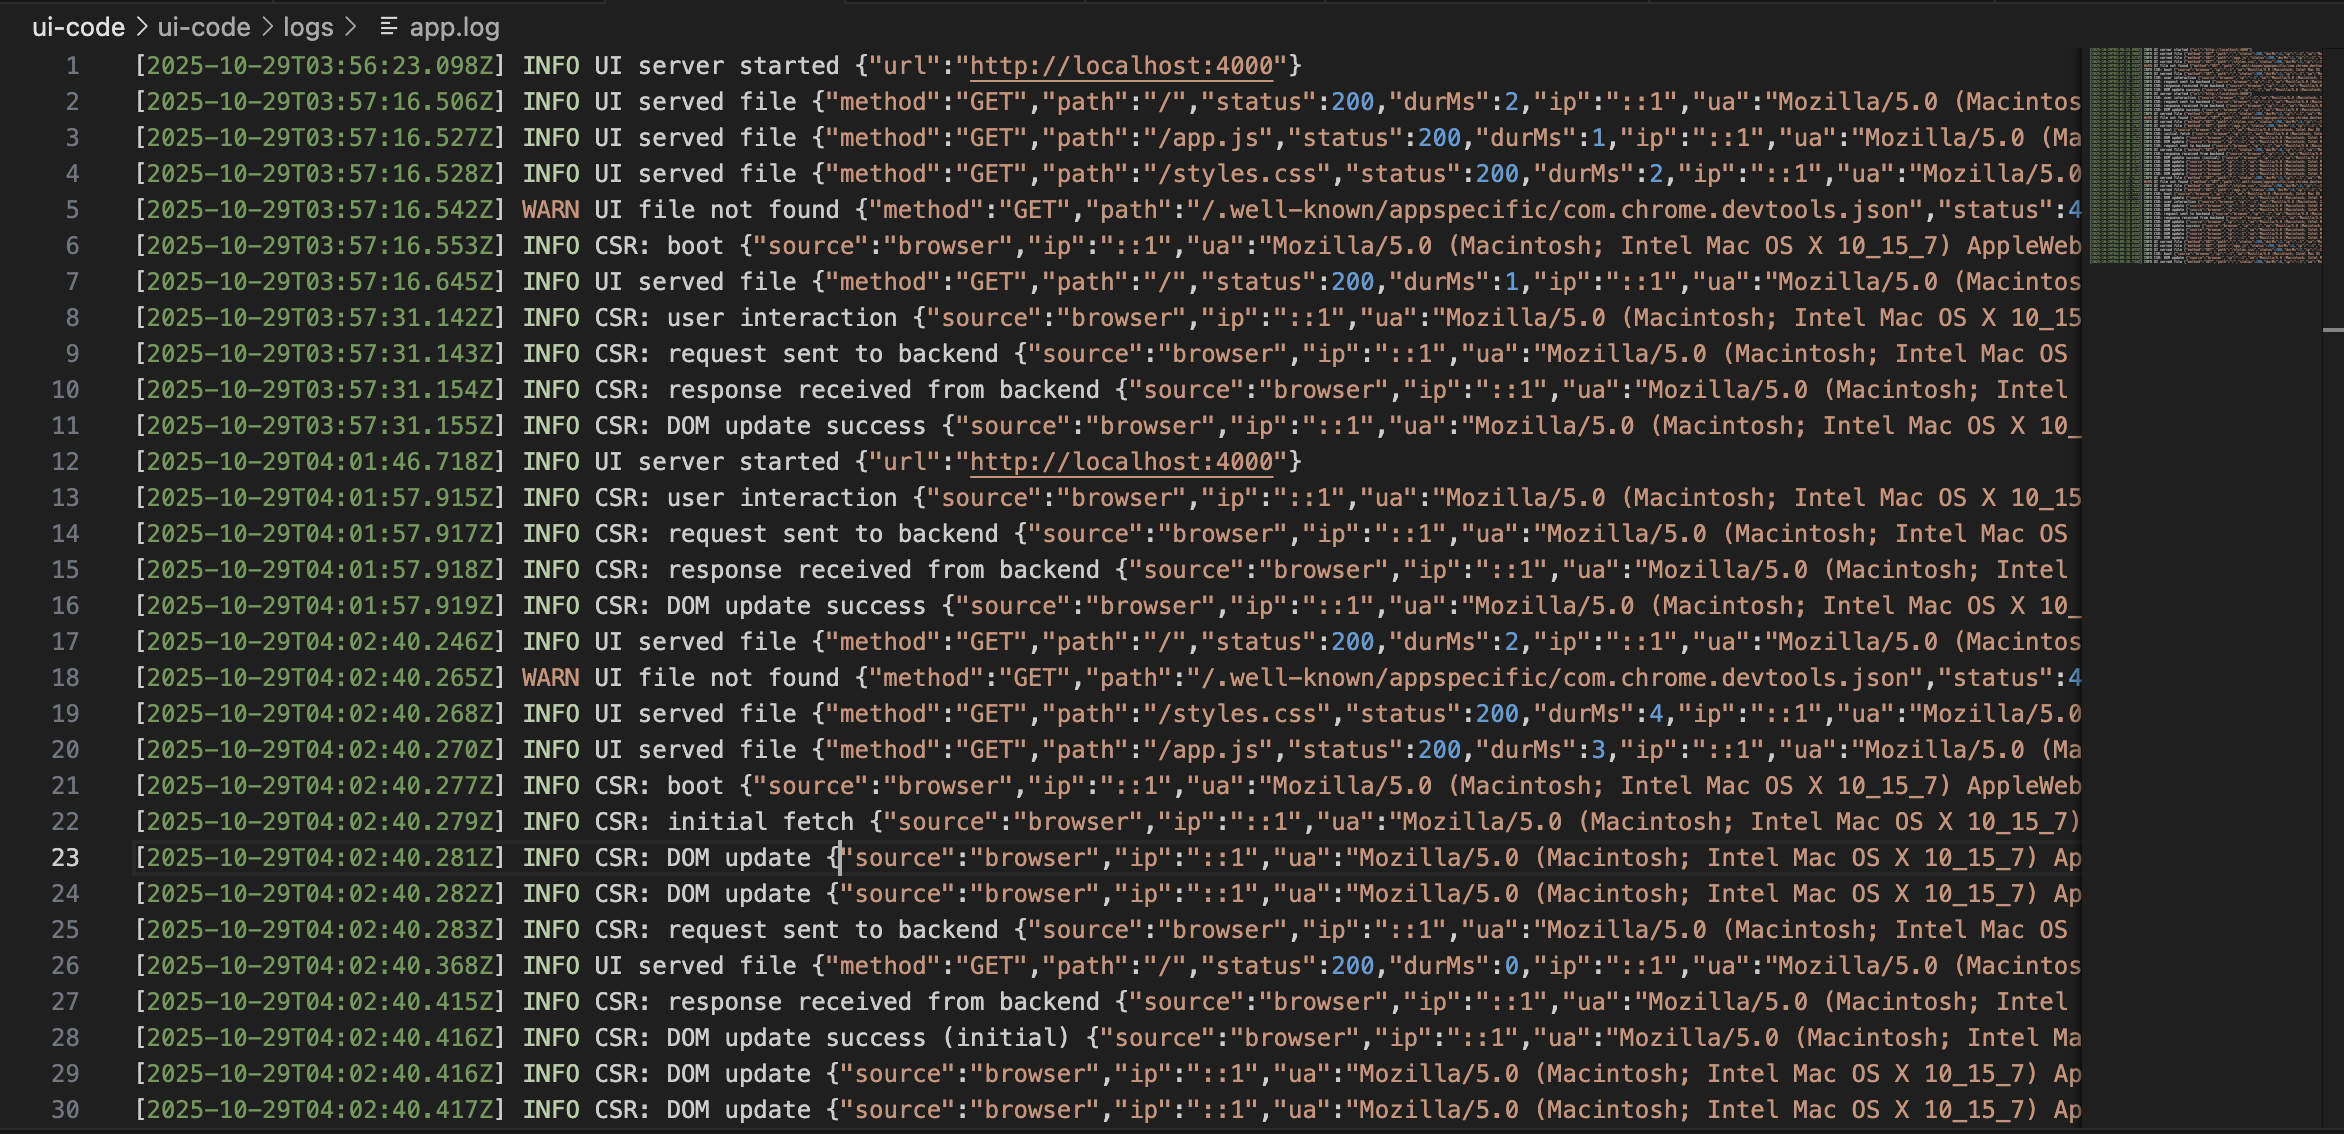 ui-code > ui-code > logs > app.log
1 [2025-10-29T03:56:23.098Z] INFO UI server started {"url":"http://localhost:4000"}
2 [2025-10-29T03:57:16.506Z] INFO UI served file {"method":"GET","path":"/","status":200,"durMs":2,"ip":"::1","ua":"Mozilla/5.0 (Macintos
3 [2025-10-29T03:57:16.527Z] INFO UI served file {"method":"GET","path":"/app.js","status":200,"durMs":1,"ip":"::1","ua":"Mozilla/5.0 (Ma
4 [2025-10-29T03:57:16.528Z] INFO UI served file {"method":"GET","path":"/styles.css","status":200,"durMs":2,"ip":"::1","ua":"Mozilla/5.0
5 [2025-10-29T03:57:16.542Z] WARN UI file not found {"method":"GET","path":"/.well-known/appspecific/com.chrome.devtools.json","status":4
6 [2025-10-29T03:57:16.553Z] INFO CSR: boot {"source":"browser","ip":"::1","ua":"Mozilla/5.0 (Macintosh; Intel Mac OS X 10_15_7) AppleWeb
7 [2025-10-29T03:57:16.645Z] INFO UI served file {"method":"GET","path":"/","status":200,"durMs":1,"ip":"::1","ua":"Mozilla/5.0 (Macintos
8 [2025-10-29T03:57:31.142Z] INFO CSR: user interaction {"source":"browser","ip":"::1","ua":"Mozilla/5.0 (Macintosh; Intel Mac OS X 10_15
9 [2025-10-29T03:57:31.143Z] INFO CSR: request sent to backend {"source":"browser","ip":"::1","ua":"Mozilla/5.0 (Macintosh; Intel Mac OS
10 [2025-10-29T03:57:31.154Z] INFO CSR: response received from backend {"source":"browser","ip":"::1","ua":"Mozilla/5.0 (Macintosh; Intel
11 [2025-10-29T03:57:31.155Z] INFO CSR: DOM update success {"source":"browser","ip":"::1","ua":"Mozilla/5.0 (Macintosh; Intel Mac OS X 10_
12 [2025-10-29T04:01:46.718Z] INFO UI server started {"url":"http://localhost:4000"}
13 [2025-10-29T04:01:57.915Z] INFO CSR: user interaction {"source":"browser","ip":"::1","ua":"Mozilla/5.0 (Macintosh; Intel Mac OS X 10_15
14 [2025-10-29T04:01:57.917Z] INFO CSR: request sent to backend {"source":"browser","ip":"::1","ua":"Mozilla/5.0 (Macintosh; Intel Mac OS
15 [2025-10-29T04:01:57.918Z] INFO CSR: response received from backend {"source":"browser","ip":"::1","ua":"Mozilla/5.0 (Macintosh; Intel
16 [2025-10-29T04:01:57.919Z] INFO CSR: DOM update success {"source":"browser","ip":"::1","ua":"Mozilla/5.0 (Macintosh; Intel Mac OS X 10_
17 [2025-10-29T04:02:40.246Z] INFO UI served file {"method":"GET","path":"/","status":200,"durMs":2,"ip":"::1","ua":"Mozilla/5.0 (Macintos
18 [2025-10-29T04:02:40.265Z] WARN UI file not found {"method":"GET","path":"/.well-known/appspecific/com.chrome.devtools.json","status":4
19 [2025-10-29T04:02:40.268Z] INFO UI served file {"method":"GET","path":"/styles.css","status":200,"durMs":4,"ip":"::1","ua":"Mozilla/5.0
20 [2025-10-29T04:02:40.270Z] INFO UI served file {"method":"GET","path":"/app.js","status":200,"durMs":3,"ip":"::1","ua":"Mozilla/5.0 (Ma
21 [2025-10-29T04:02:40.277Z] INFO CSR: boot {"source":"browser","ip":"::1","ua":"Mozilla/5.0 (Macintosh; Intel Mac OS X 10_15_7) AppleWeb
22 [2025-10-29T04:02:40.279Z] INFO CSR: initial fetch {"source":"browser","ip":"::1","ua":"Mozilla/5.0 (Macintosh; Intel Mac OS X 10_15_7)
23 [2025-10-29T04:02:40.281Z] INFO CSR: DOM update {"source":"browser","ip":"::1","ua":"Mozilla/5.0 (Macintosh; Intel Mac OS X 10_15_7) Ap
24 [2025-10-29T04:02:40.282Z] INFO CSR: DOM update {"source":"browser","ip":"::1","ua":"Mozilla/5.0 (Macintosh; Intel Mac OS X 10_15_7) Ap
25 [2025-10-29T04:02:40.283Z] INFO CSR: request sent to backend {"source":"browser","ip":"::1","ua":"Mozilla/5.0 (Macintosh; Intel Mac OS
26 [2025-10-29T04:02:40.368Z] INFO UI served file {"method":"GET","path":"/","status":200,"durMs":0,"ip":"::1","ua":"Mozilla/5.0 (Macintos
27 [2025-10-29T04:02:40.415Z] INFO CSR: response received from backend {"source":"browser","ip":"::1","ua":"Mozilla/5.0 (Macintosh; Intel
28 [2025-10-29T04:02:40.416Z] INFO CSR: DOM update success (initial) {"source":"browser","ip":"::1","ua":"Mozilla/5.0 (Macintosh; Intel Ma
29 [2025-10-29T04:02:40.416Z] INFO CSR: DOM update {"source":"browser","ip":"::1","ua":"Mozilla/5.0 (Macintosh; Intel Mac OS X 10_15_7) Ap
30 [2025-10-29T04:02:40.417Z] INFO CSR: DOM update {"source":"browser","ip":"::1","ua":"Mozilla/5.0 (Macintosh; Intel Mac OS X 10_15_7) Ap